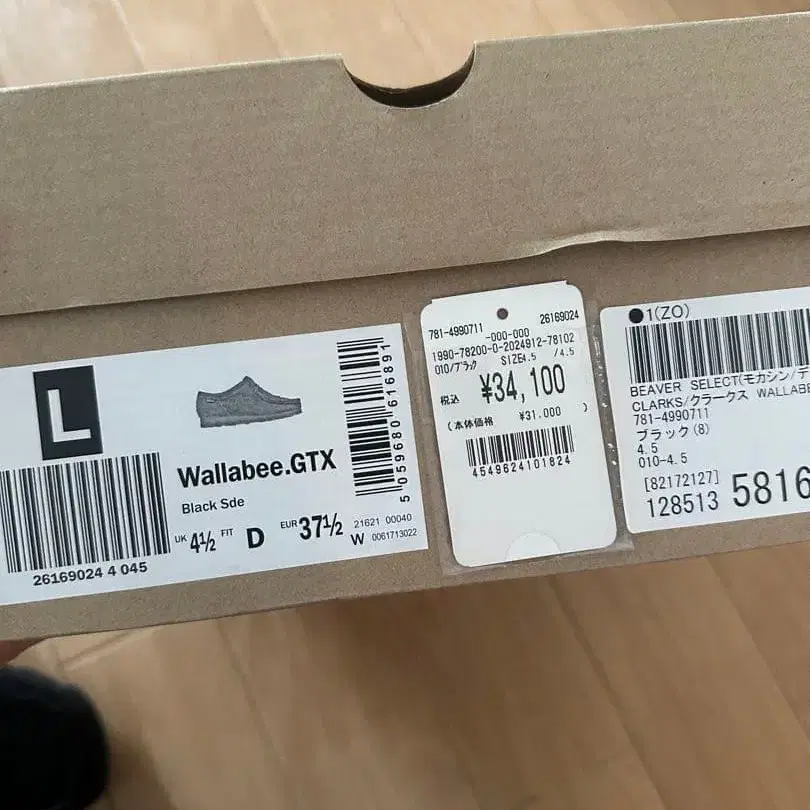 L
26169024 4 045
Wallabee.GTX
Black Sde
UK 4½ FIT D EUR 37½
21621 00040
W 0061713022
5 059680 616891
781-4990711 -000-000 26169024
1990-78200-0-2024912-78102
010/ブラック SIZE4.5 /4.5
税込 ¥34,100
(本体価格 ¥31.000 )
4549624101824
●1(ZO)
BEAVER SELECT(モカシン/デ
CLARKS/クラークス WALLABE
781-4990711
ブラック(8)
4.5
010-4.5
[82172127]
128513 5816